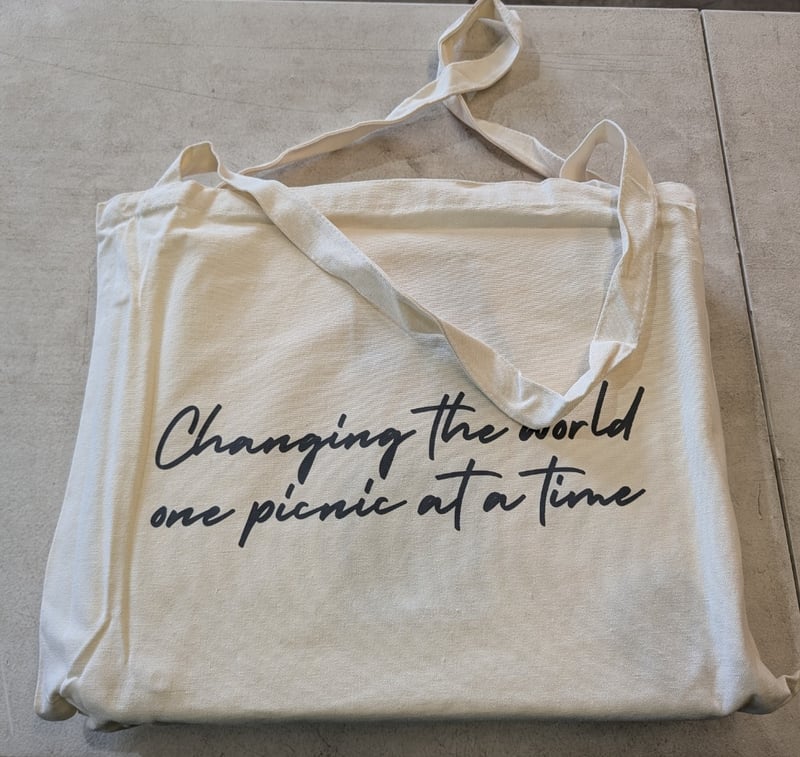 Changing the world
one picnic at a time